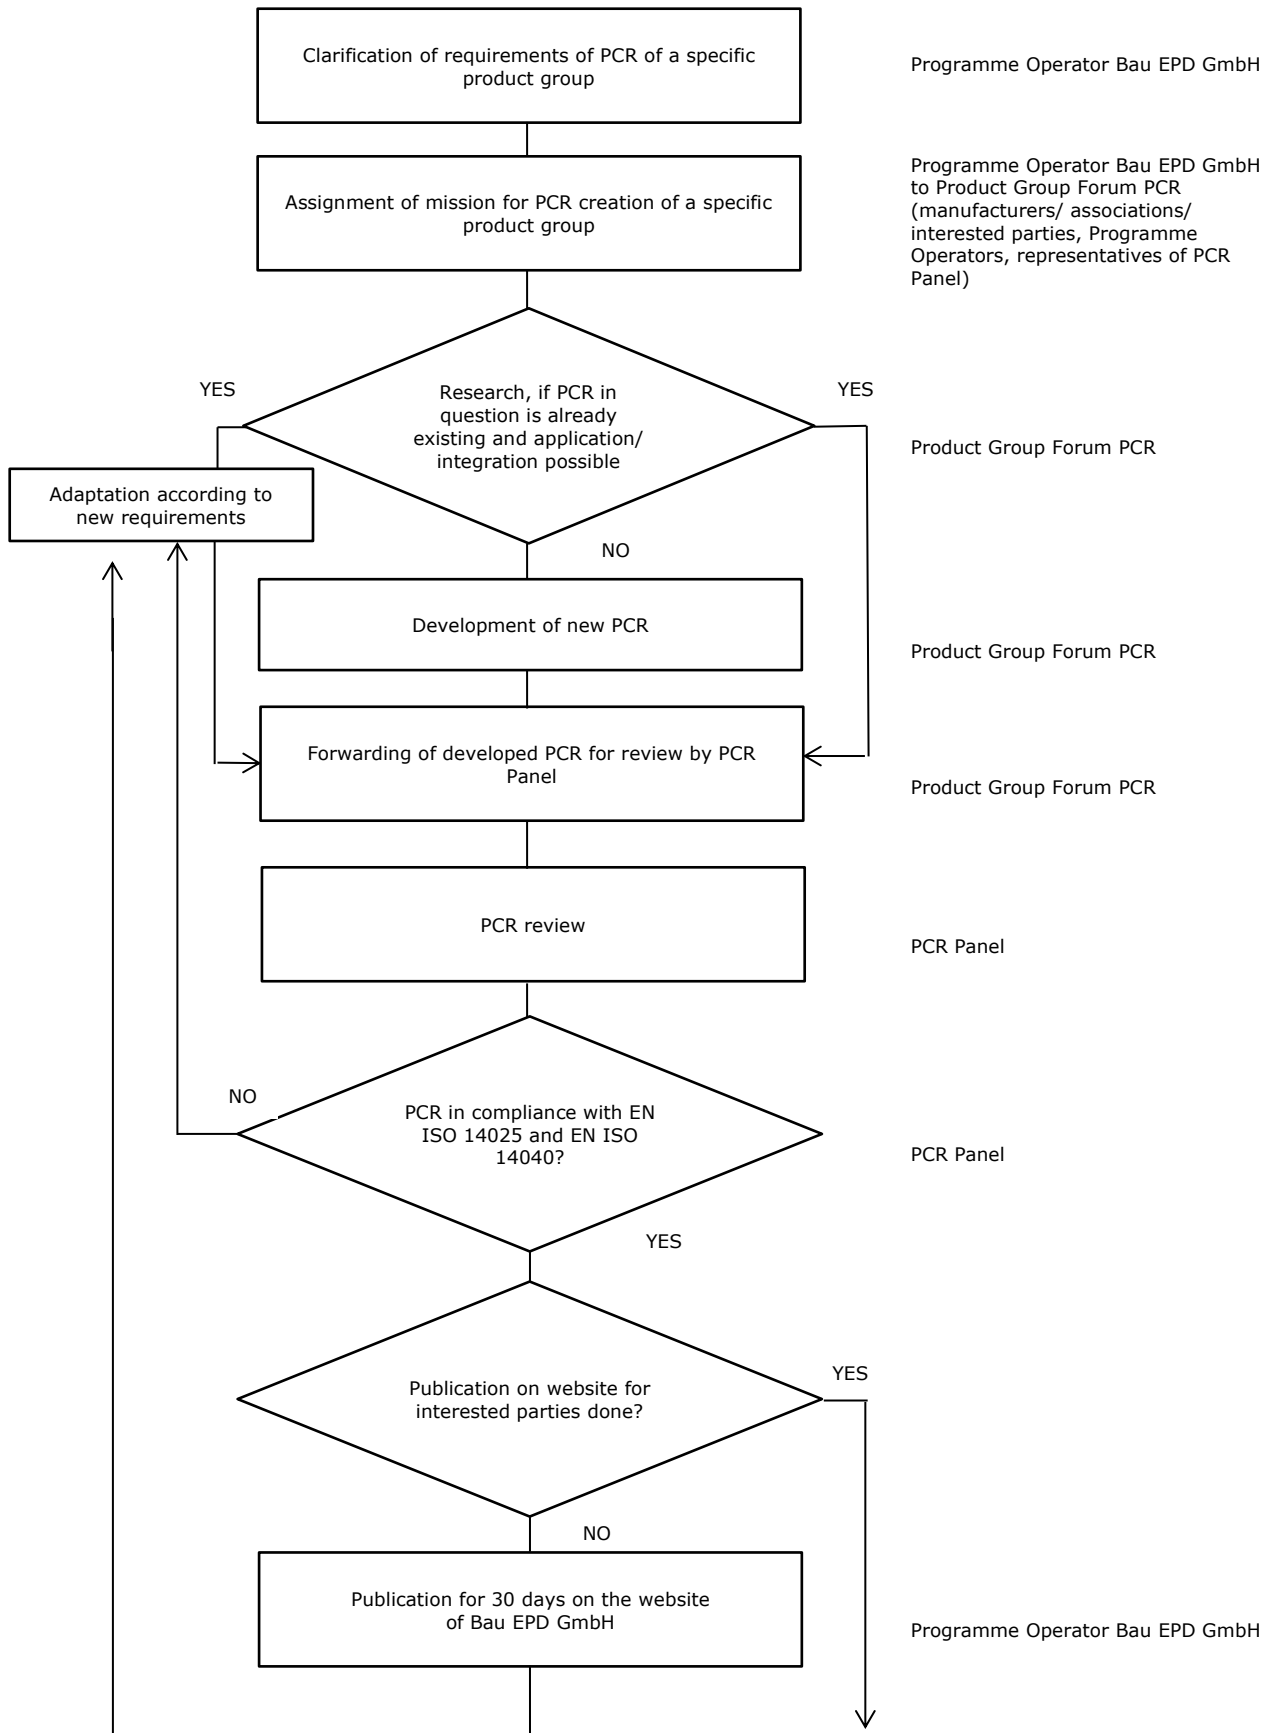 Clarification of requirements of PCR of a specific
product group
Programme Operator Bau EPD GmbH
Assignment of mission for PCR creation of a specific
product group
Programme Operator Bau EPD GmbH
to Product Group Forum PCR
(manufacturers/ associations/
interested parties, Programme
Operators, representatives of PCR
Panel)
YES
YES
Research, if PCR in
question is already
existing and application/
integration possible
Product Group Forum PCR
Adaptation according to
new requirements
NO
Development of new PCR
Product Group Forum PCR
Forwarding of developed PCR for review by PCR
Panel
Product Group Forum PCR
PCR review
PCR Panel
NO
PCR in compliance with EN
ISO 14025 and EN ISO
14040?
PCR Panel
YES
YES
Publication on website for
interested parties done?
NO
Publication for 30 days on the website
of Bau EPD GmbH
Programme Operator Bau EPD GmbH